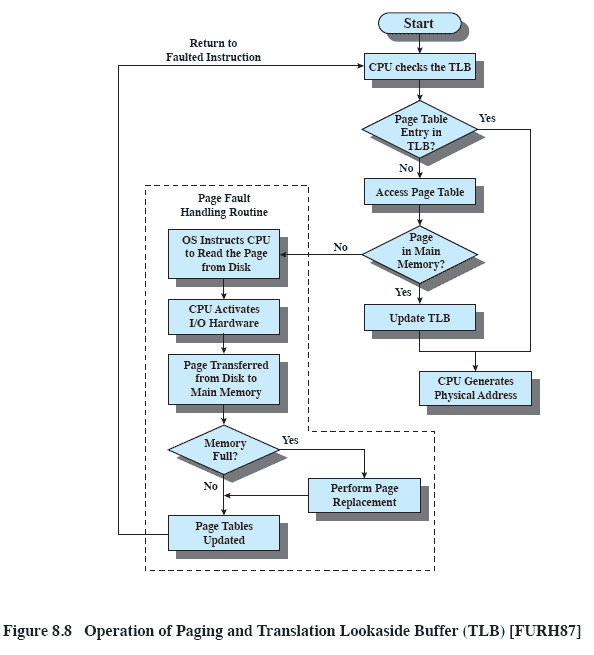 Start
Return to
Faulted Instruction
CPU checks the TLB
Page Table
Entry in
TLB?
Yes
No
Access Page Table
Page Fault
Handling Routine
OS Instructs CPU
to Read the Page
from Disk
No
Page
in Main
Memory?
Yes
CPU Activates
I/O Hardware
Update TLB
Page Transferred
from Disk to
Main Memory
CPU Generates
Physical Address
Memory
Full?
Yes
No
Perform Page
Replacement
Page Tables
Updated
Figure 8.8 Operation of Paging and Translation Lookaside Buffer (TLB) [FURH87]